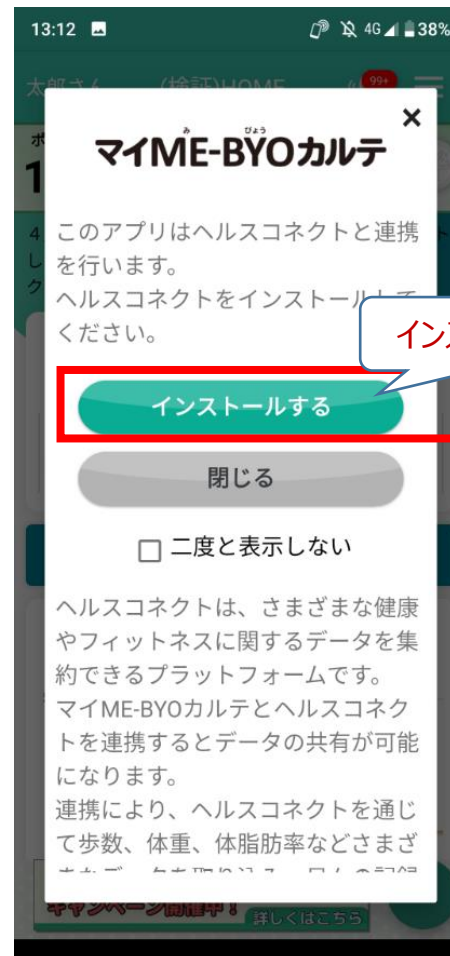 13:12
4G 38%
太郎さん (検証)HOME 99+
ポ
1
4
し
ク
ト
み びょう
マイME-BYOカルテ
×
このアプリはヘルスコネクトと連携
を行います。
ヘルスコネクトをインストールして
ください。
インス
インストールする
閉じる
二度と表示しない
ヘルスコネクトは、さまざまな健康
やフィットネスに関するデータを集
約できるプラットフォームです。
マイME-BYOカルテとヘルスコネク
トを連携するとデータの共有が可能
になります。
連携により、ヘルスコネクトを通じ
て歩数、体重、体脂肪率などさまざ
キャンペーン開催中!
詳しくはこちら